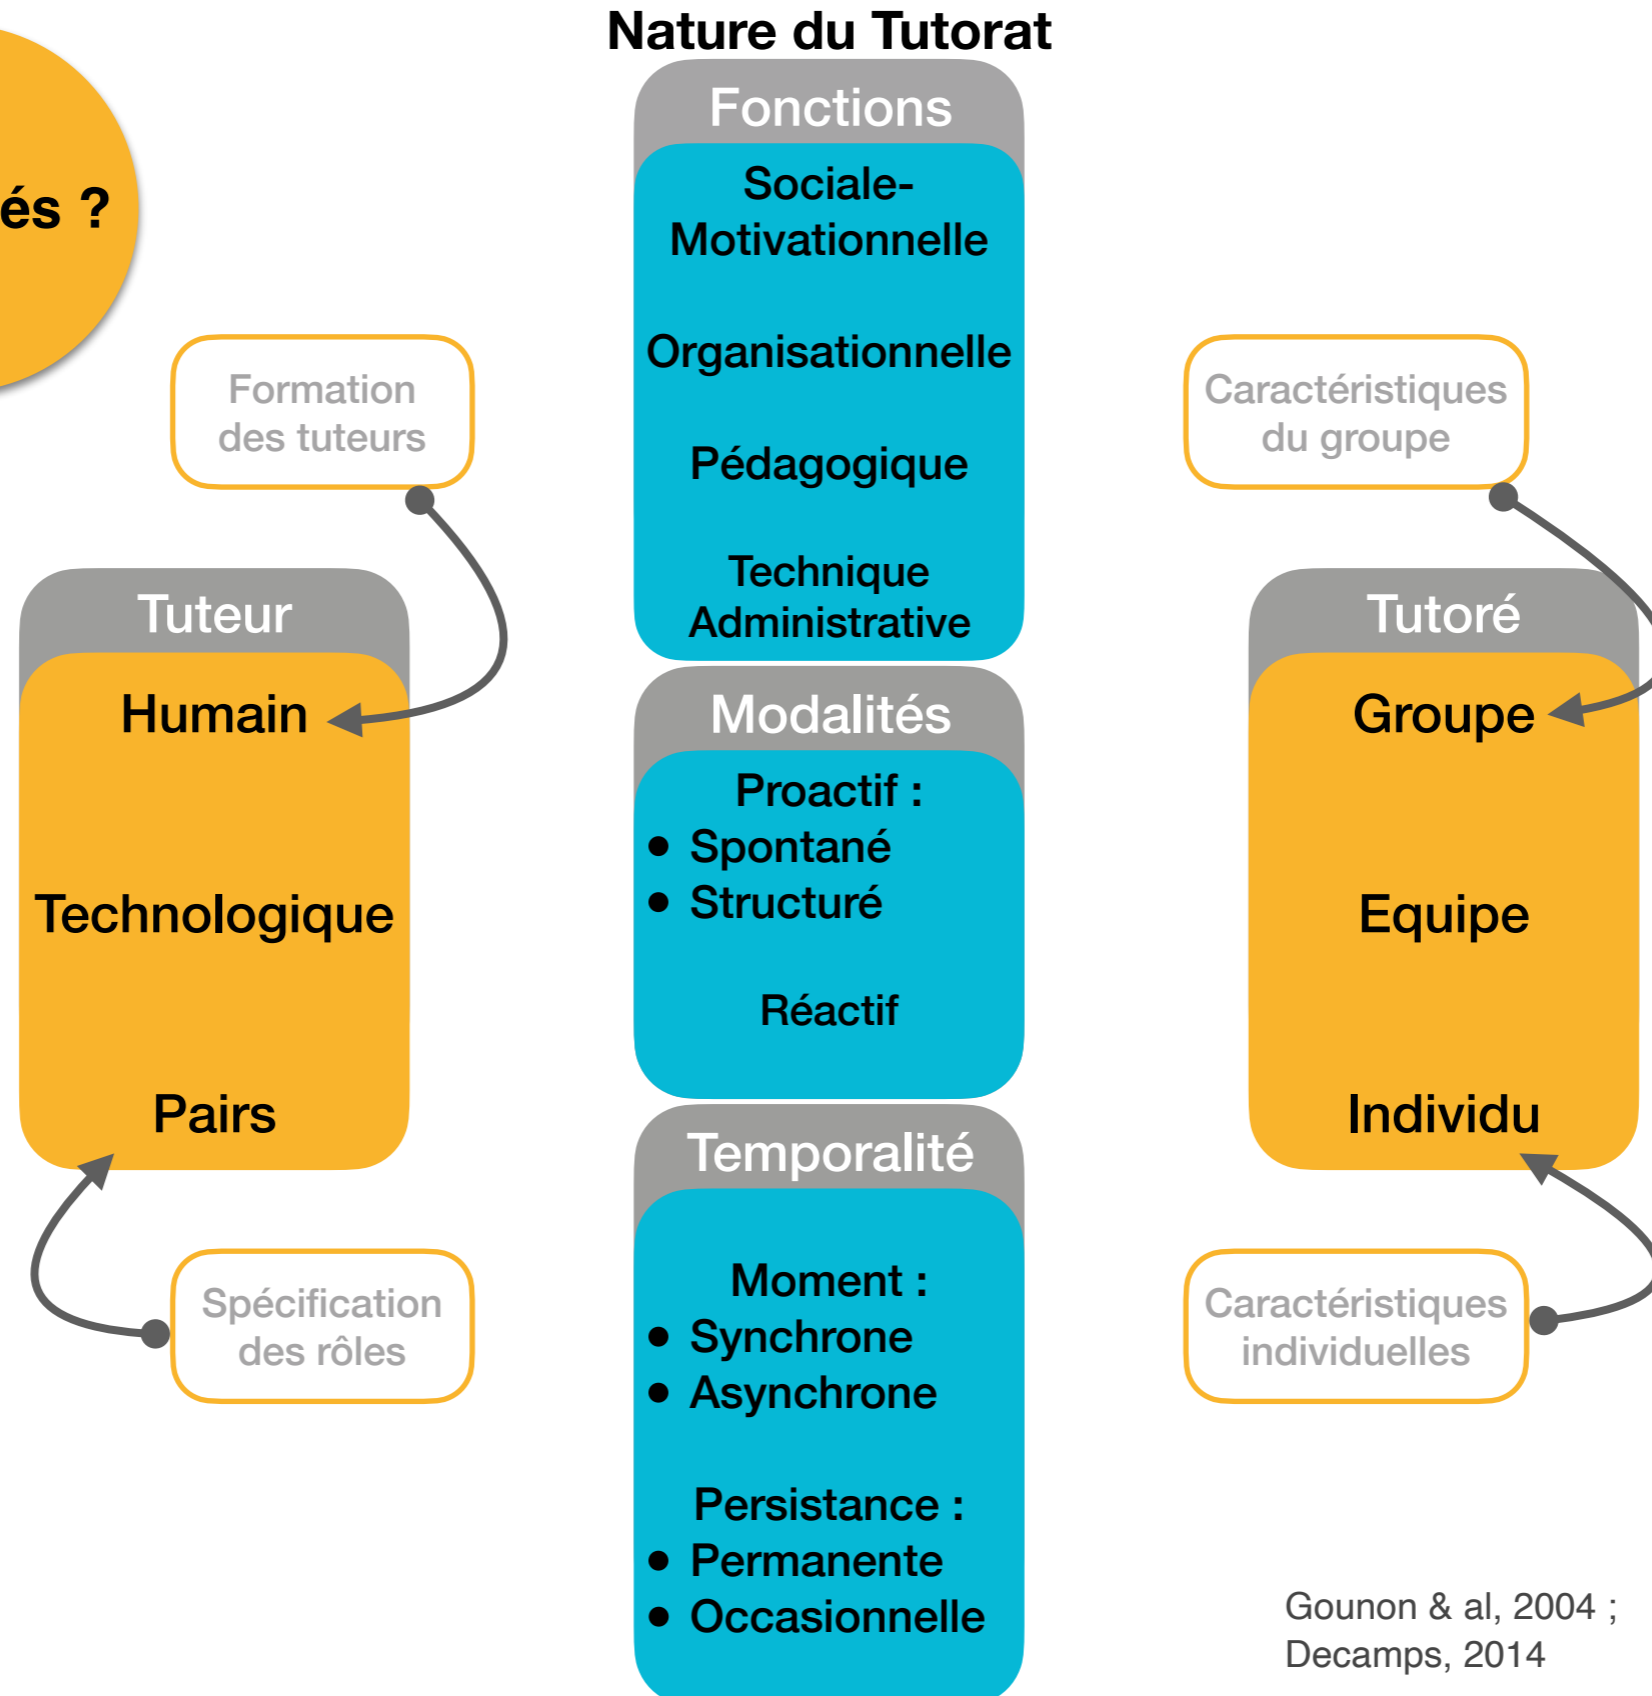 Nature du Tutorat
és ?
Fonctions
Sociale-
Motivationnelle
Organisationnelle
Pédagogique
Technique
Administrative
Formation
des tuteurs
Caractéristiques
du groupe
Tuteur
Humain
Technologique
Pairs
Modalités
Proactif :
• Spontané
• Structuré
Réactif
Tutoré
Groupe
Equipe
Individu
Temporalité
Moment :
• Synchrone
• Asynchrone
Persistance :
• Permanente
• Occasionnelle
Spécification
des rôles
Caractéristiques
individuelles
Gounon & al, 2004 ;
Decamps, 2014